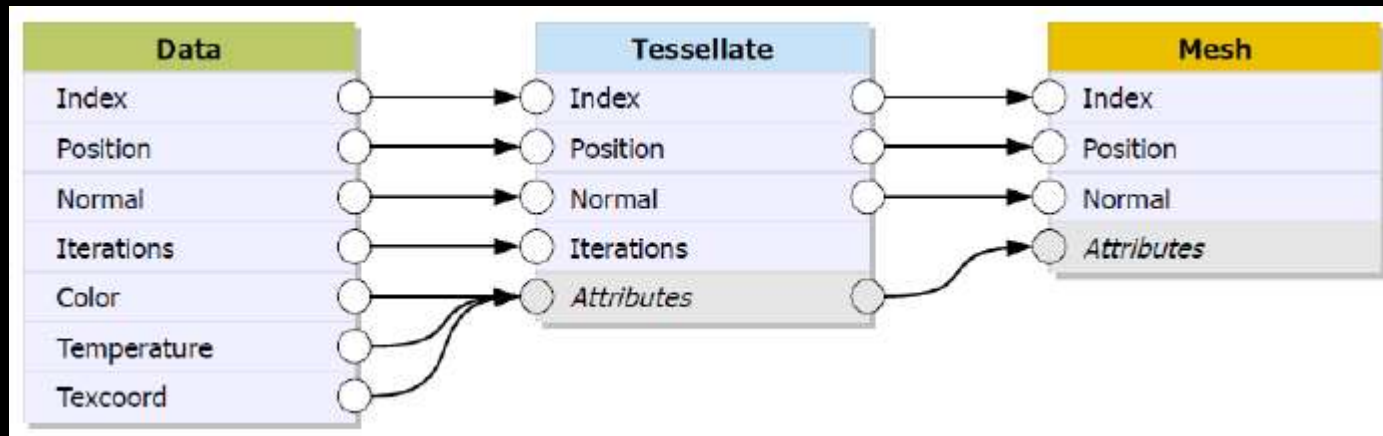 Data
Index
Position
Normal
Iterations
Color
Temperature
Texcoord
Tessellate
Index
Position
Normal
Iterations
Attributes
Mesh
Index
Position
Normal
Attributes